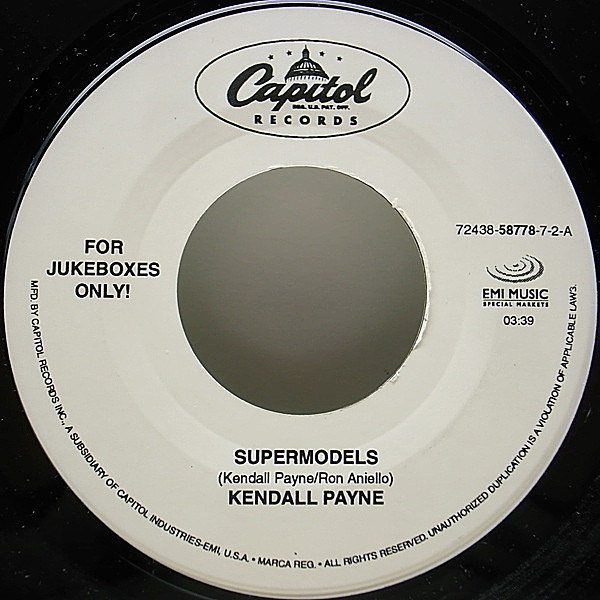 Capitol
REG. U.S. PAT. OFF.
RECORDS
72438-58778-7-2-A
FOR
JUKEBOXES
ONLY!
EMI MUSIC
SPECIAL MARKETS
03:39
SUPERMODELS
(Kendall Payne/Ron Aniello)
KENDALL PAYNE
MFD. BY CAPITOL RECORDS INC., A SUBSIDIARY OF CAPITOL INDUSTRIES-EMI, U.S.A. • MARCA REG. • ALL RIGHTS RESERVED. UNAUTHORIZED DUPLICATION IS A VIOLATION OF APPLICABLE LAWS.